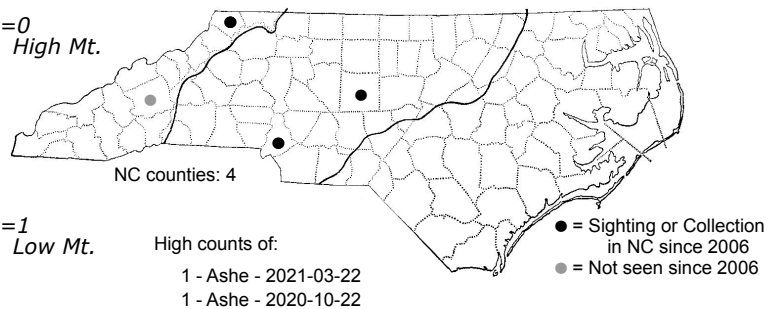 =0
High Mt.
NC counties: 4
=1
Low Mt.
High counts of:
1 - Ashe - 2021-03-22
1 - Ashe - 2020-10-22
● = Sighting or Collection
in NC since 2006
● = Not seen since 2006